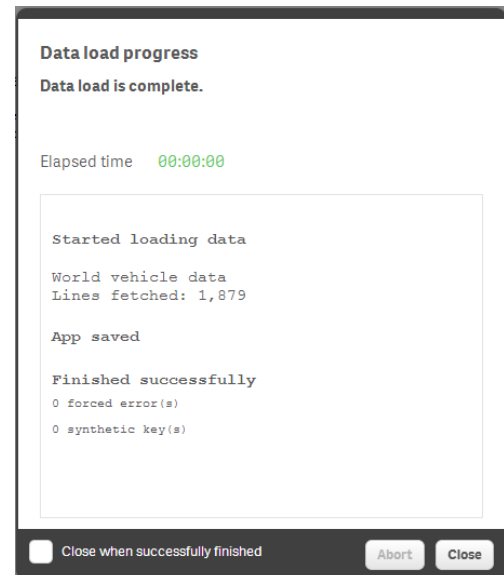 Data load progress
Data load is complete.
Elapsed time 00:00:00
Started loading data
World vehicle data
Lines fetched: 1,879
App saved
Finished successfully
0 forced error(s)
0 synthetic key(s)
Close when successfully finished
Abort
Close